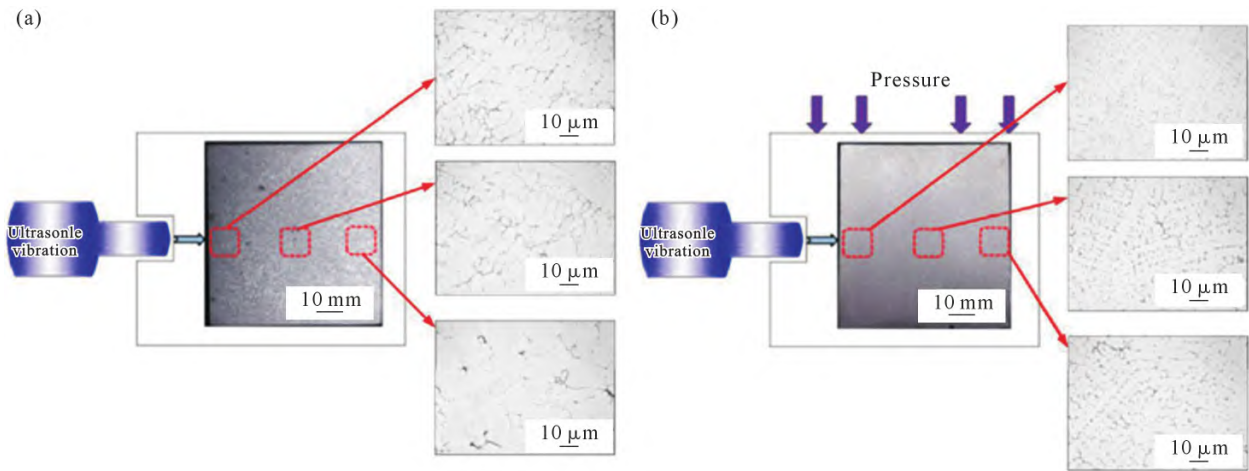 (a)
10 μm
Ultrasonle
vibration
10 μm
10 mm
10 μm
(b)
Pressure
10 μm
Ultrasonle
vibration
10 μm
10 mm
10 μm